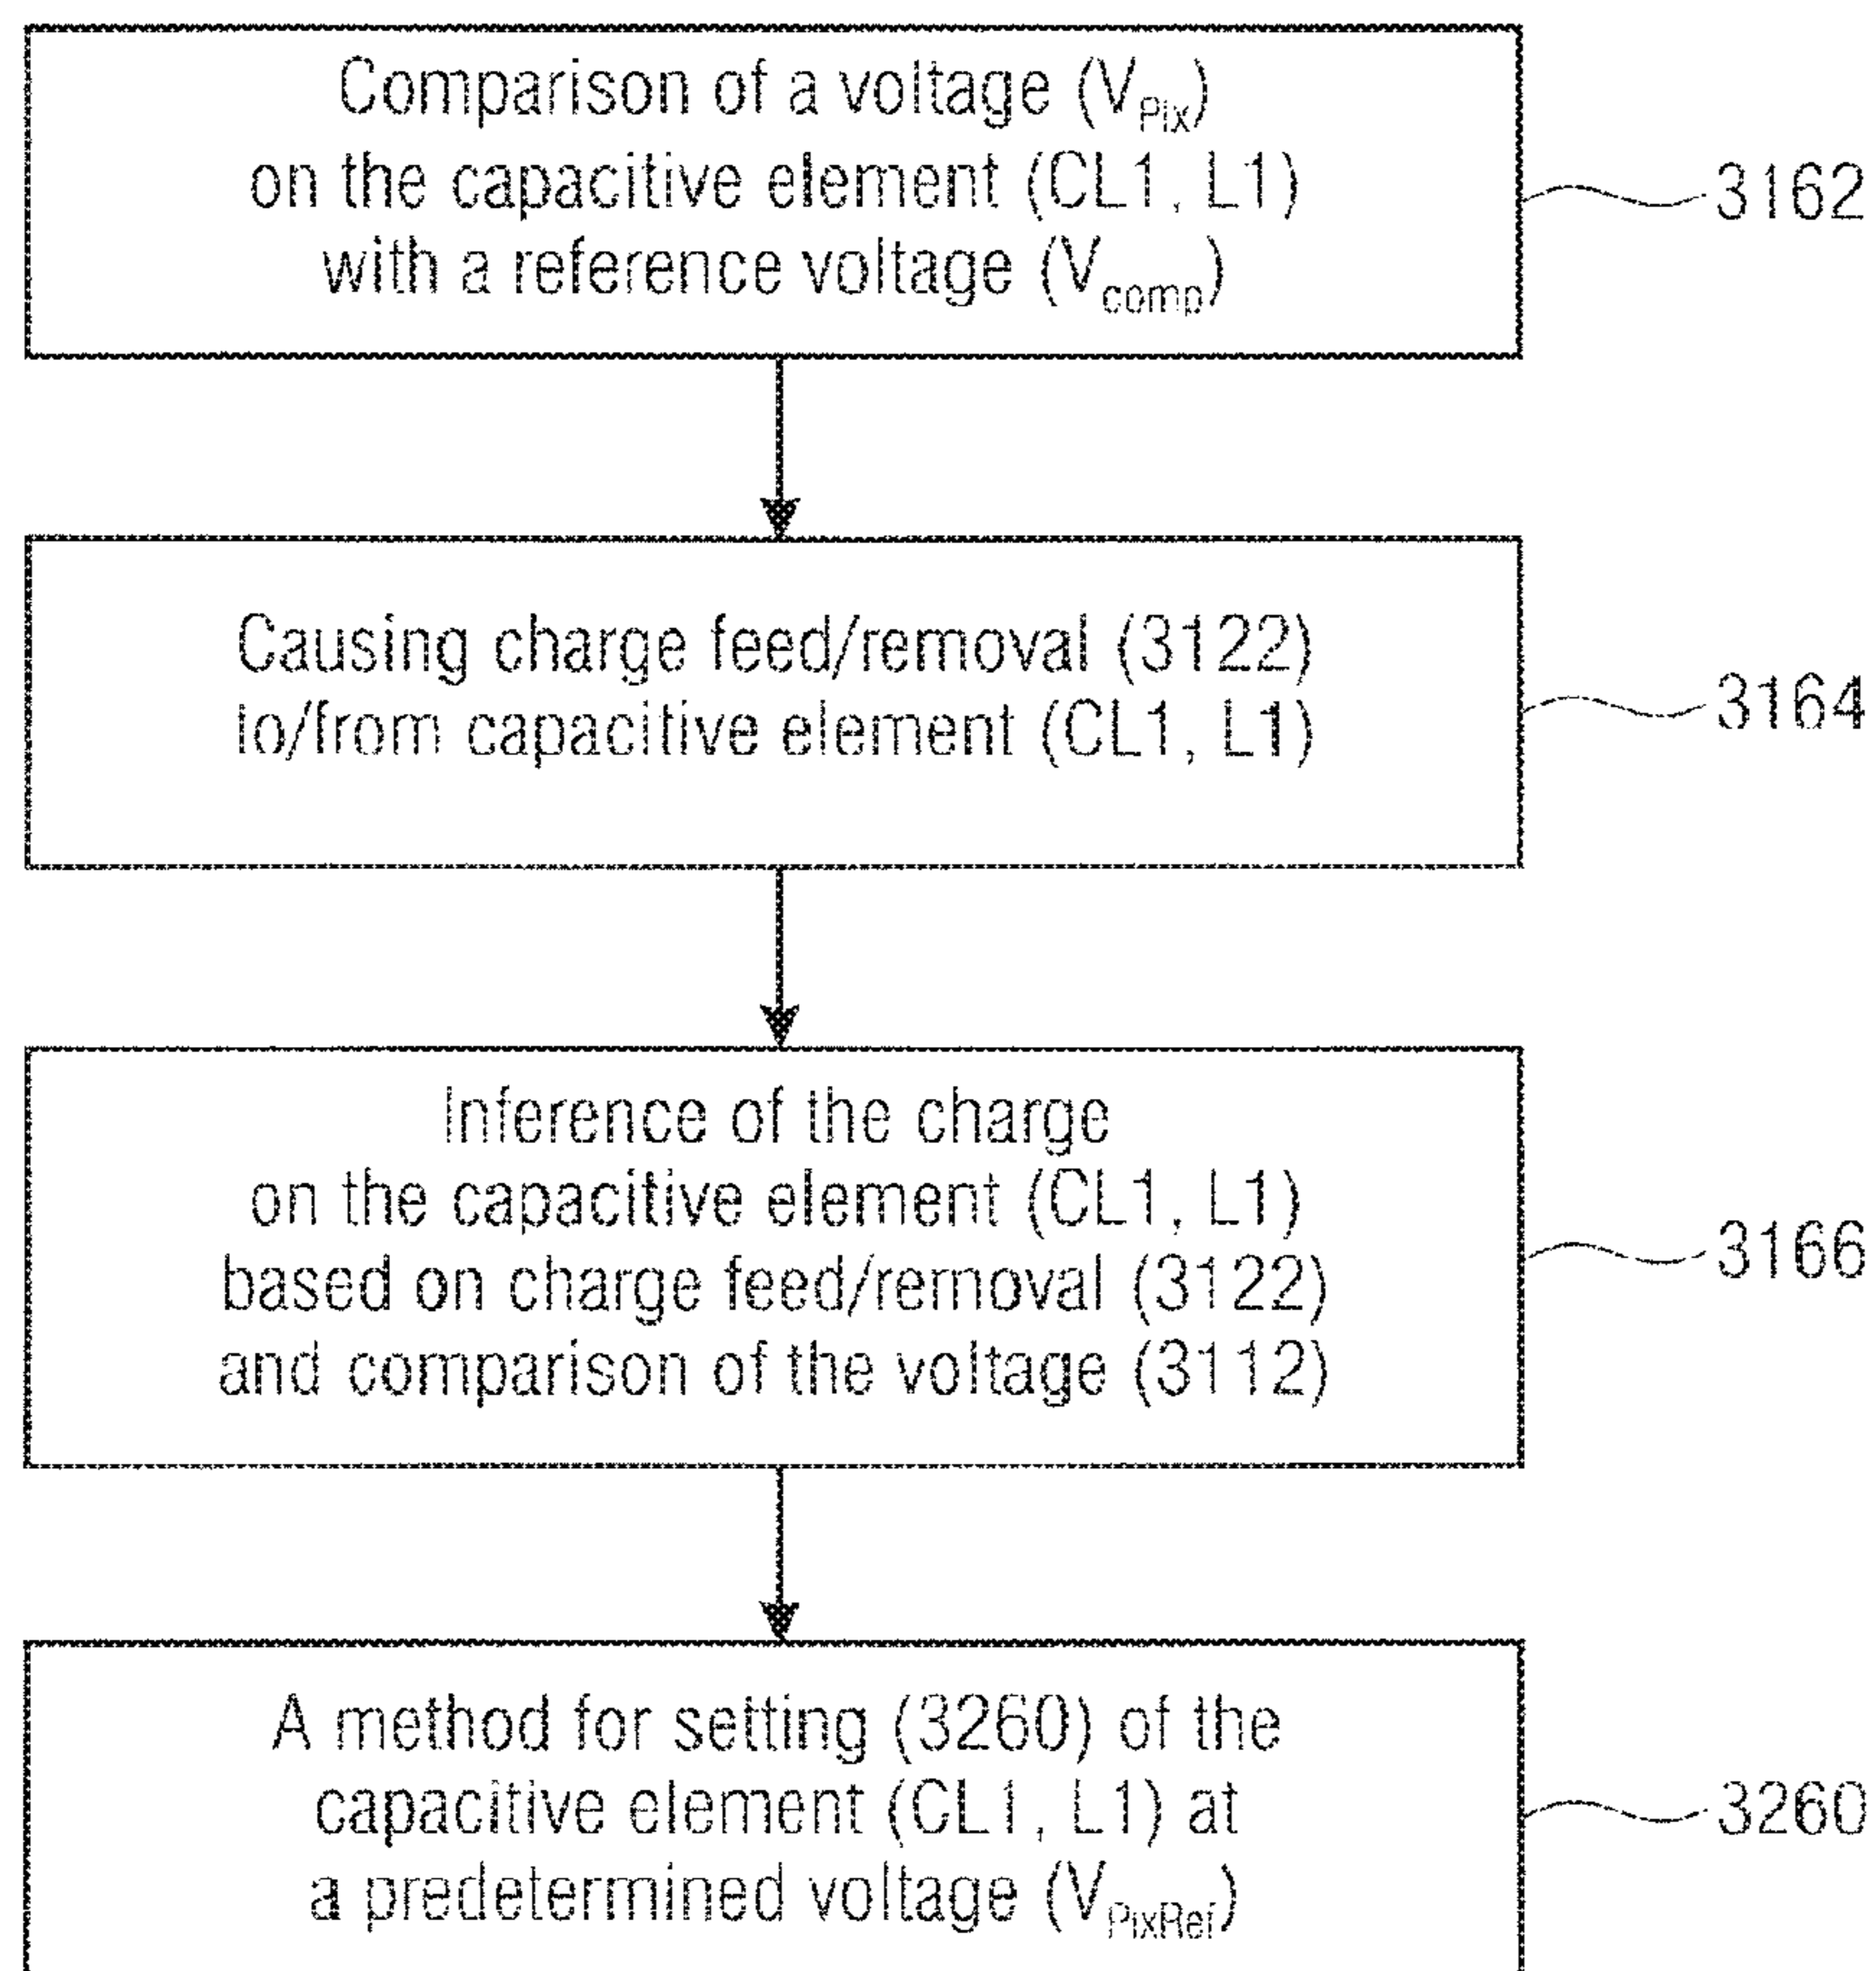 Comparison of a voltage (VPix)
on the capacitive element (CL1, L1)
with a reference voltage (Vcomp)
3162
Causing charge feed/removal (3122)
to/from capacitive element (CL1, L1)
3164
Inference of the charge
on the capacitive element (CL1, L1)
based on charge feed/removal (3122)
and comparison of the voltage (3112)
3166
A method for setting (3260) of the
capacitive element (CL1, L1) at
a predetermined voltage (VPixRef)
3260